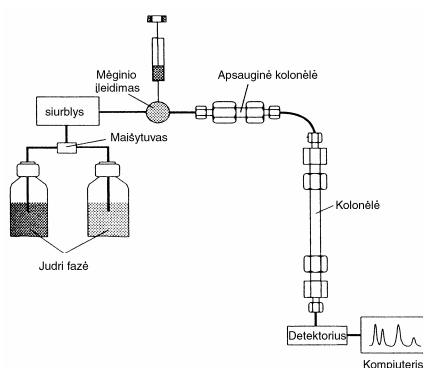 Mėginio
įleidimas
Apsauginė kolonėlė
siurblys
Maišytuvas
Kolonėlė
Judri fazė
Detektorius
Kompiuteris